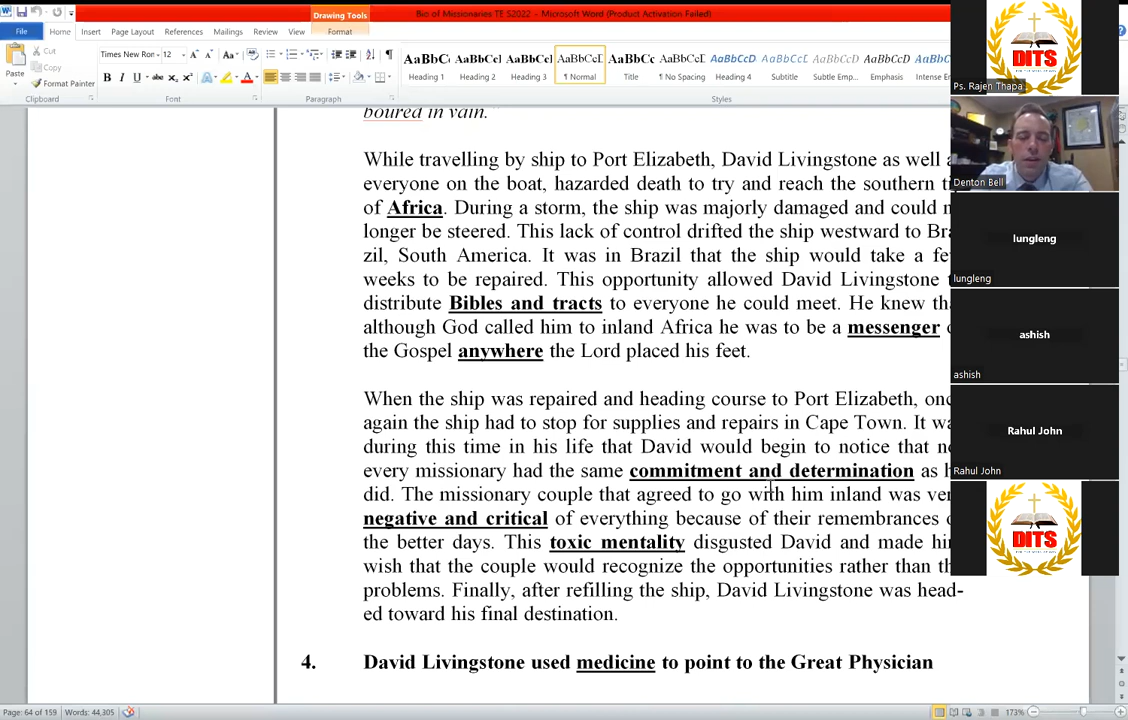 Drawing Tools
Bio of Missionaries TE S2022 - Microsoft Word (Product Activation Failed)
File Home Insert Page Layout References Mailings Review View Format
Cut
Copy
Format Painter
Paste
Times New Ron 12
Clipboard Font Paragraph Styles
Heading 1 Heading 2 Heading 3 ¶ Normal Title ¶ No Spacing Heading 4 Subtitle Subtle Emp... Emphasis Intense E
boured in vain."
While travelling by ship to Port Elizabeth, David Livingstone as well a
everyone on the boat, hazarded death to try and reach the southern ti
of Africa. During a storm, the ship was majorly damaged and could n
longer be steered. This lack of control drifted the ship westward to Bra
zil, South America. It was in Brazil that the ship would take a fe
weeks to be repaired. This opportunity allowed David Livingstone t
distribute Bibles and tracts to everyone he could meet. He knew tha
although God called him to inland Africa he was to be a messenger o
the Gospel anywhere the Lord placed his feet.
When the ship was repaired and heading course to Port Elizabeth, onc
again the ship had to stop for supplies and repairs in Cape Town. It wa
during this time in his life that David would begin to notice that no
every missionary had the same commitment and determination as h
did. The missionary couple that agreed to go with him inland was ver
negative and critical of everything because of their remembrances o
the better days. This toxic mentality disgusted David and made hi
wish that the couple would recognize the opportunities rather than th
problems. Finally, after refilling the ship, David Livingstone was head-
ed toward his final destination.
4. David Livingstone used medicine to point to the Great Physician
Page: 64 of 159 Words: 44,305 173%
DITS
Ps. Rajen Thapa
Denton Bell
lungleng
lungleng
ashish
ashish
Rahul John
Rahul John
DITS